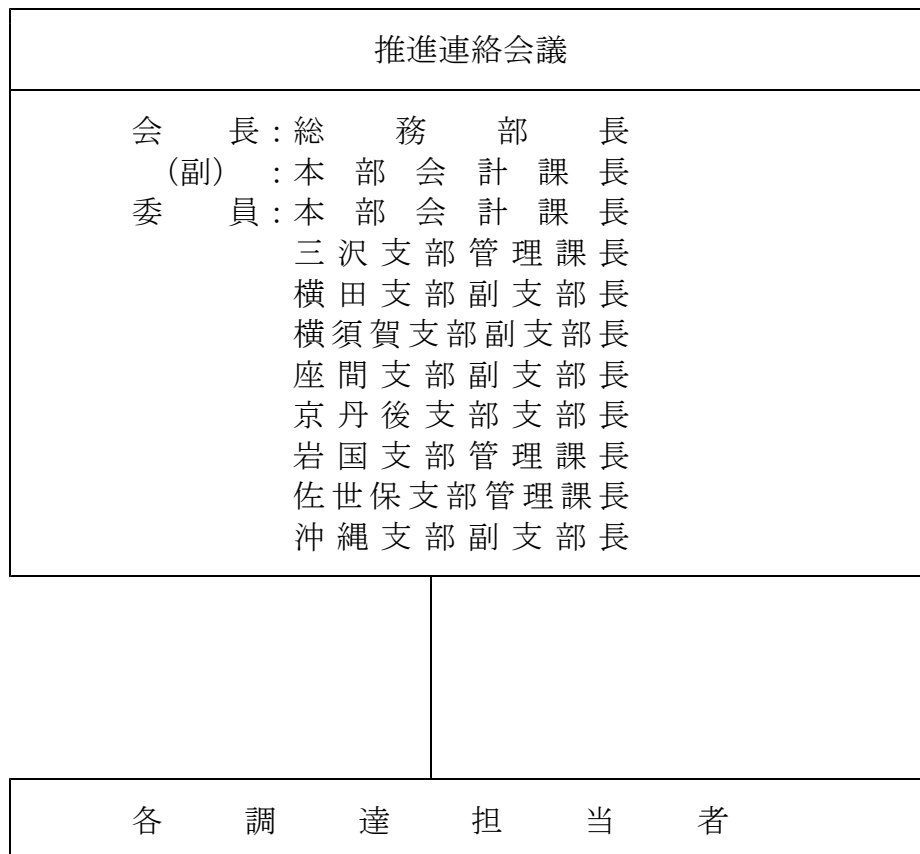 推進連絡会議
会長:総務部長
(副):本部会計課長
委員:本部会計課長
三沢支部管理課長
横田支部副支部長
横須賀支部副支部長
座間支部副支部長
京丹後支部支部長
岩国支部管理課長
佐世保支部管理課長
沖縄支部副支部長
各調達担当者